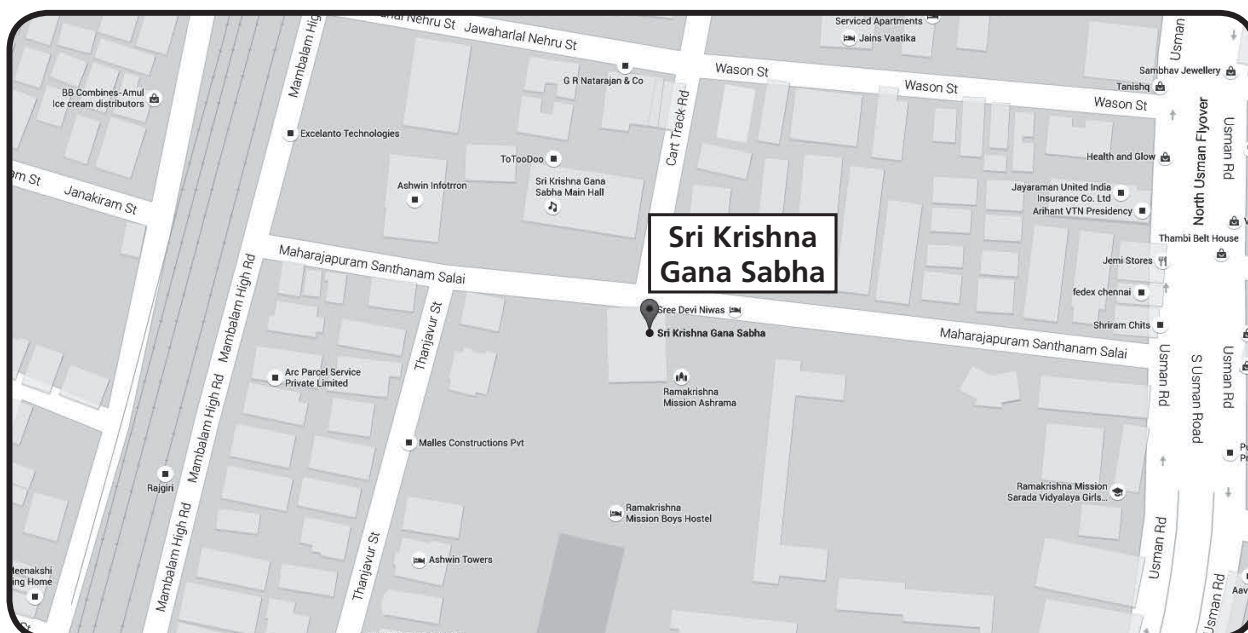 Nehru St
Jawaharlal Nehru St
Serviced Apartments
Jains Vaatika
Usman
Mambalam High
G R Natarajan & Co
Wason St
Wason St
Wason St
Sambhav Jewellery
Tanishq
BB Combines-Amul
Ice cream distributors
Excelanto Technologies
Cart Track Rd
North Usman Flyover
Usman Rd
Health and Glow
ToTooDoo
Sri Krishna Gana
Sabha Main Hall
Ashwin Infotrron
Janakiram St
Jayaraman United India
Insurance Co. Ltd
Arihant VTN Presidency
Sri Krishna
Gana Sabha
Thambi Belt House
Jemi Stores
Maharajapuram Santhanam Salai
Mambalam High Rd
fedex chennai
Sree Devi Niwas
Sri Krishna Gana Sabha
Shriram Chits
Maharajapuram Santhanam Salai
Thanjavur St
Usman Rd
S Usman Road
Usman Rd
Arc Parcel Service
Private Limited
Ramakrishna
Mission Ashrama
Mambalam High Rd
Malles Constructions Pvt
Rajgiri
Ramakrishna Mission
Sarada Vidyalaya Girls...
Ramakrishna
Mission Boys Hostel
Mambalam High Rd
Thanjavur St
Ashwin Towers
Usman Rd
Usman Rd